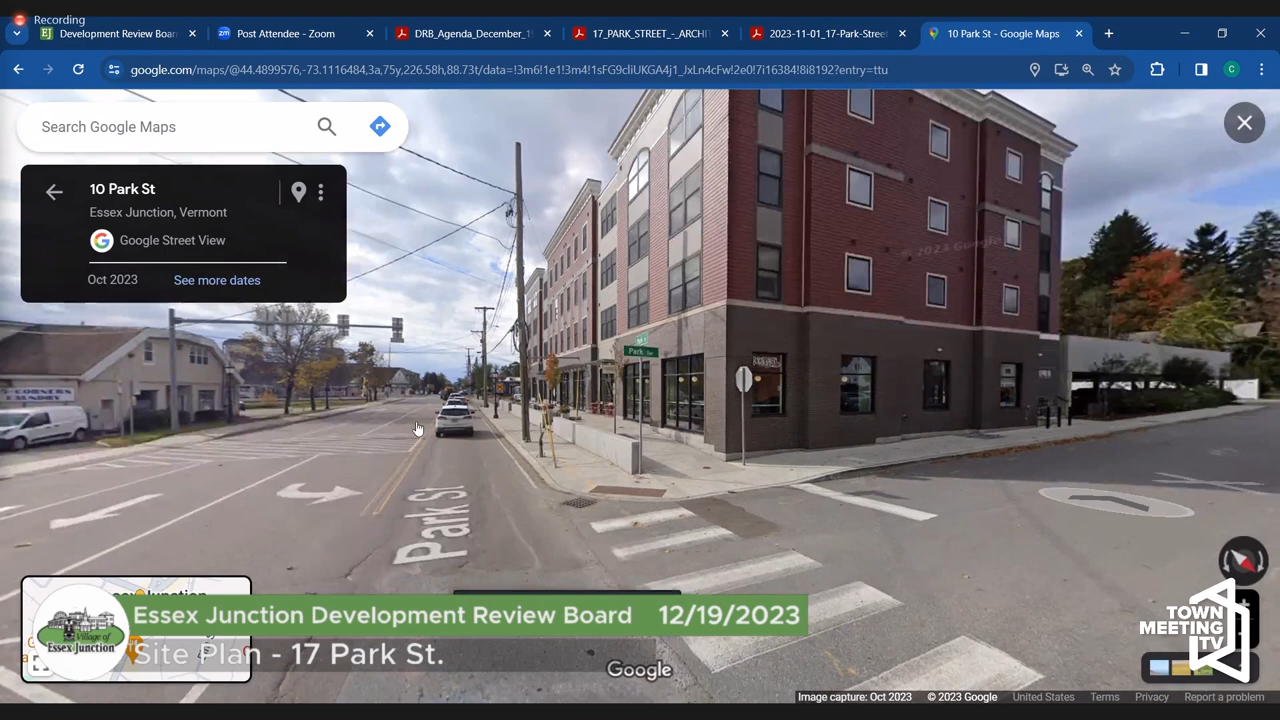 Recording
Development Review Boar
Post Attendee - Zoom
DRB_Agenda_December_1
17_PARK_STREET_-_ARCHI
2023-11-01_17-Park-Street
10 Park St - Google Maps
google.com/maps/@44.4899576,-73.1116484,3a,75y,226.58h,88.73t/data=!3m6!1e1!3m4!1sFG9cliUKGA4j1_JxLn4cFw!2e0!7i16384!8i8192?entry=ttu
C
Search Google Maps
10 Park St
Essex Junction, Vermont
Google Street View
Oct 2023
See more dates
© 2023 Google
Park
Park St
Essex Junction Development Review Board 12/19/2023
Site Plan - 17 Park St.
Village of
Essex Junction
Google
TOWN
MEETING
TV
Image capture: Oct 2023
© 2023 Google
United States
Terms
Privacy
Report a problem